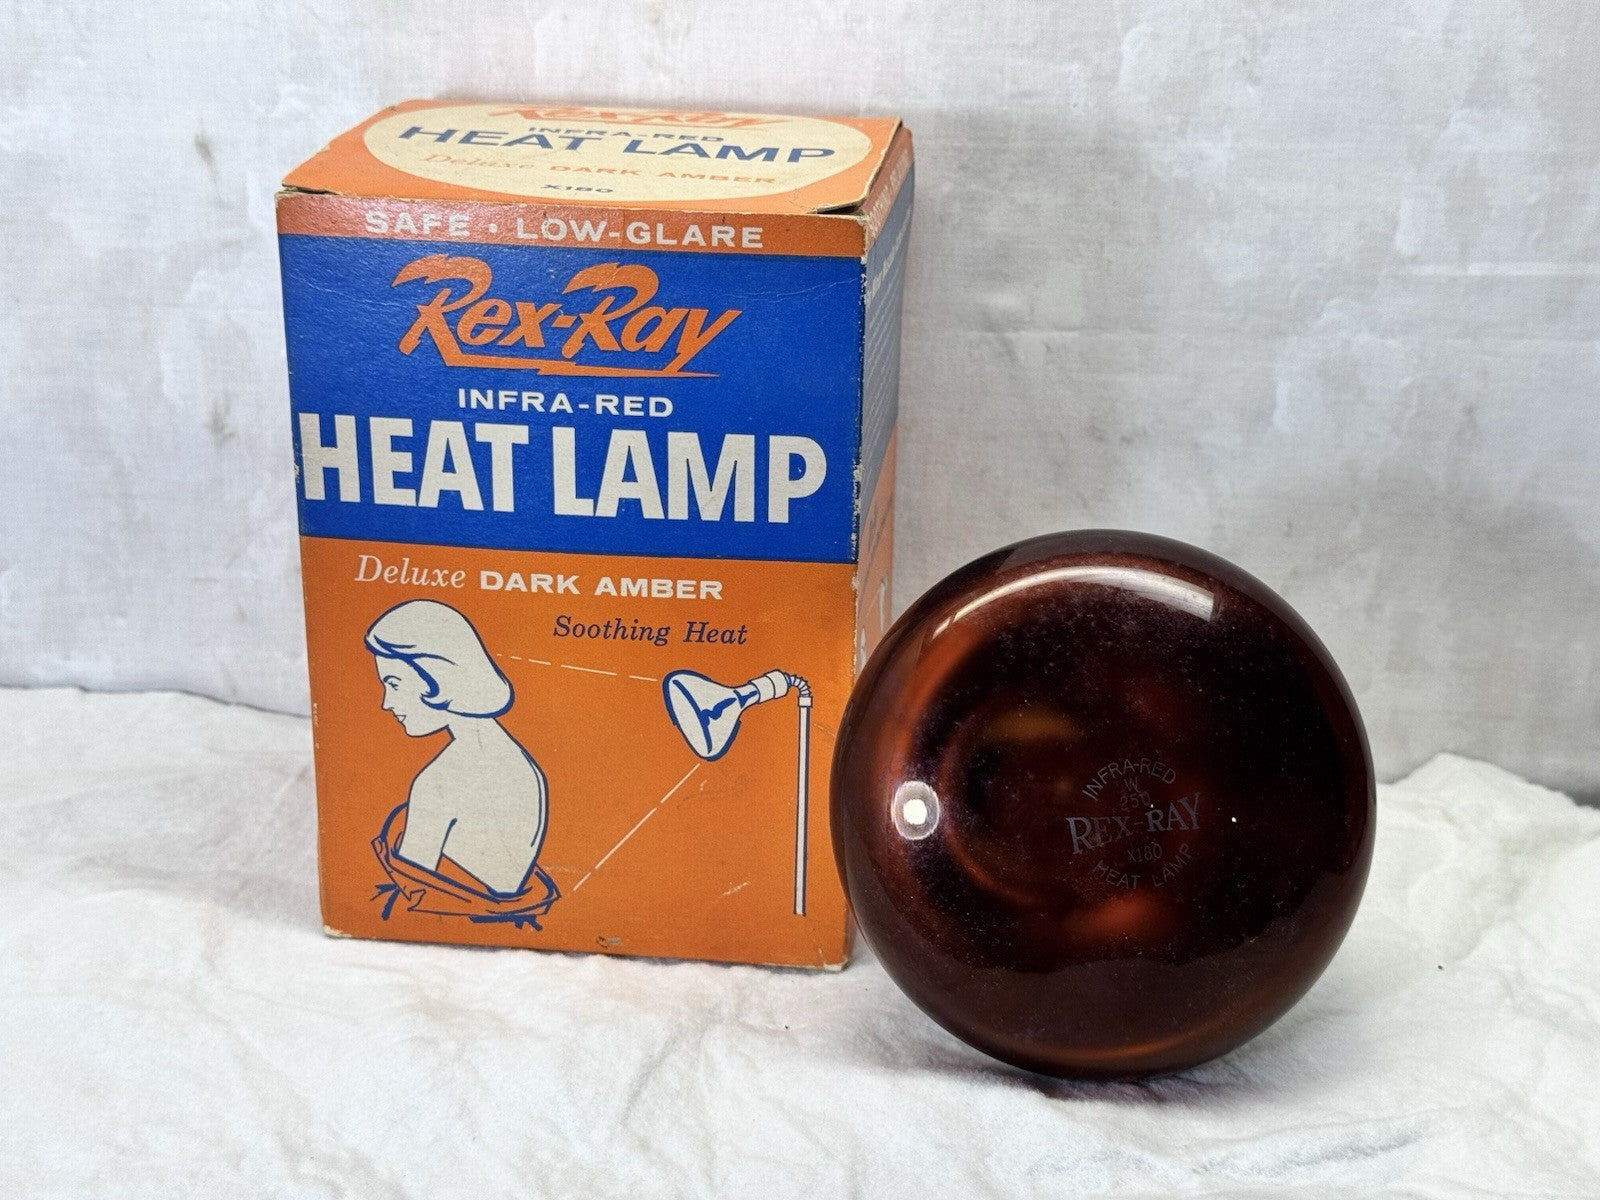 Rex-Ray
INFRA-RED
HEAT LAMP
Deluxe DARK AMBER
X180
SAFE · LOW-GLARE
Rex-Ray
INFRA-RED
HEAT LAMP
Deluxe DARK AMBER
Soothing Heat
INFRA-RED
W
250
REX-RAY
X180
HEAT LAMP